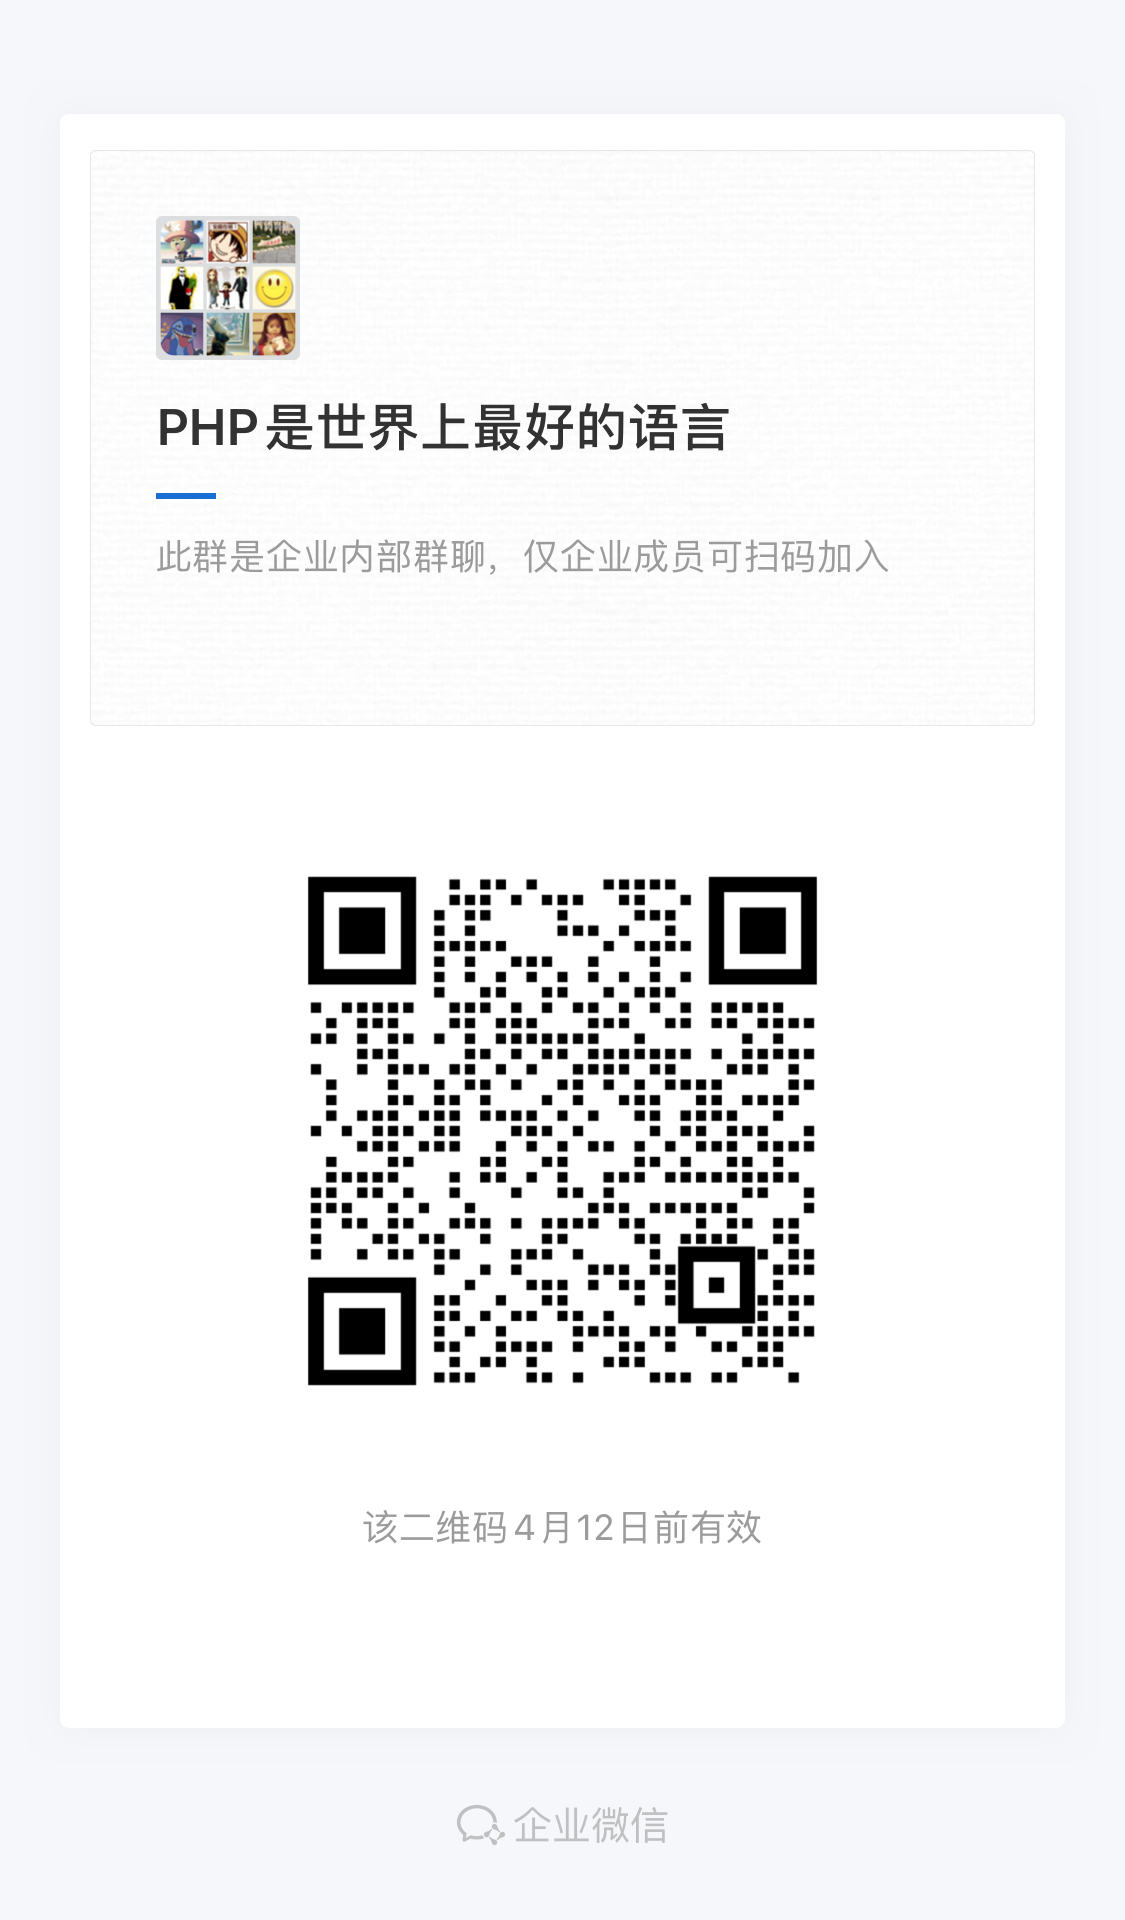 PHP是世界上最好的语言
此群是企业内部群聊，仅企业成员可扫码加入
该二维码4月12日前有效
企业微信